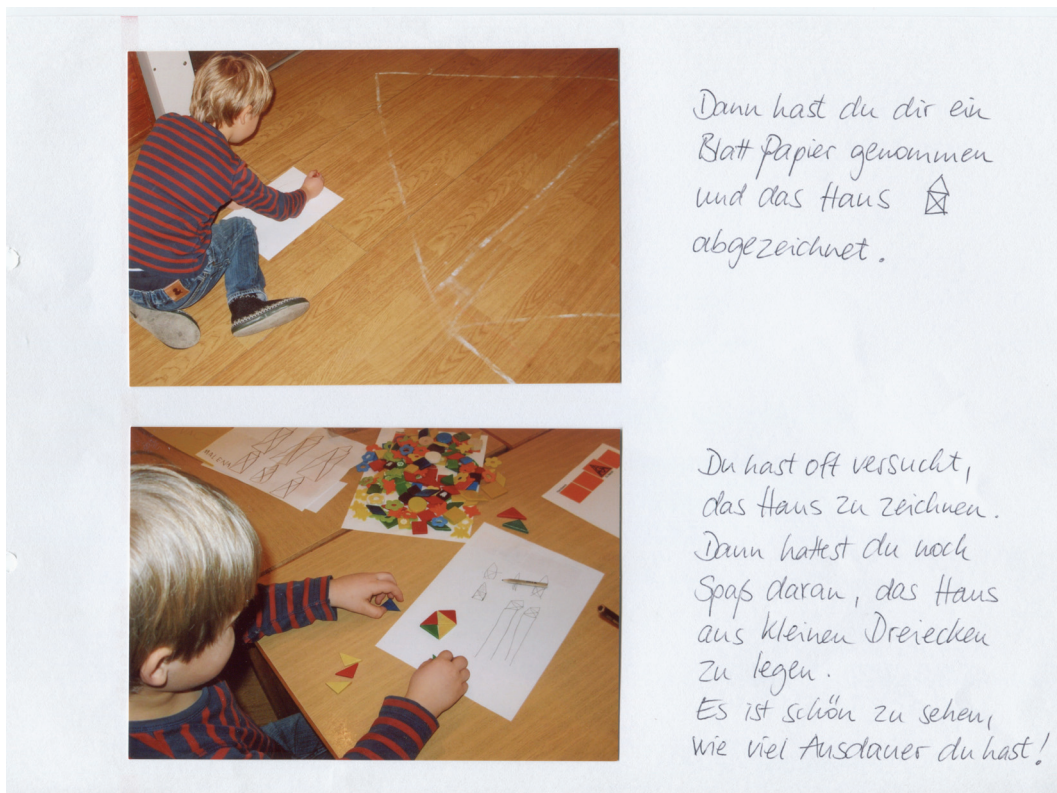 Dann hast du dir ein
Blatt Papier genommen
und das Haus
abgezeichnet.
Du hast oft versucht,
das Haus zu zeichnen.
Dann hattest du noch
Spaß daran, das Haus
aus kleinen Dreiecken
zu legen.
Es ist schön zu sehen,
wie viel Ausdauer du hast!